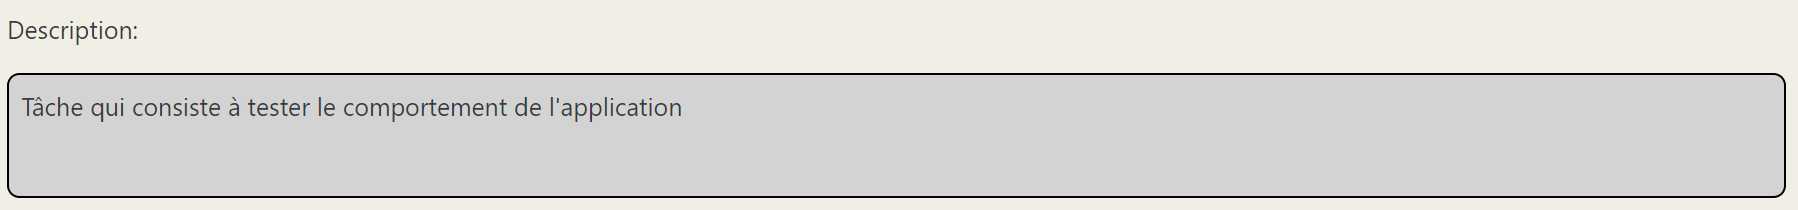 Description:
Tâche qui consiste à tester le comportement de l'application